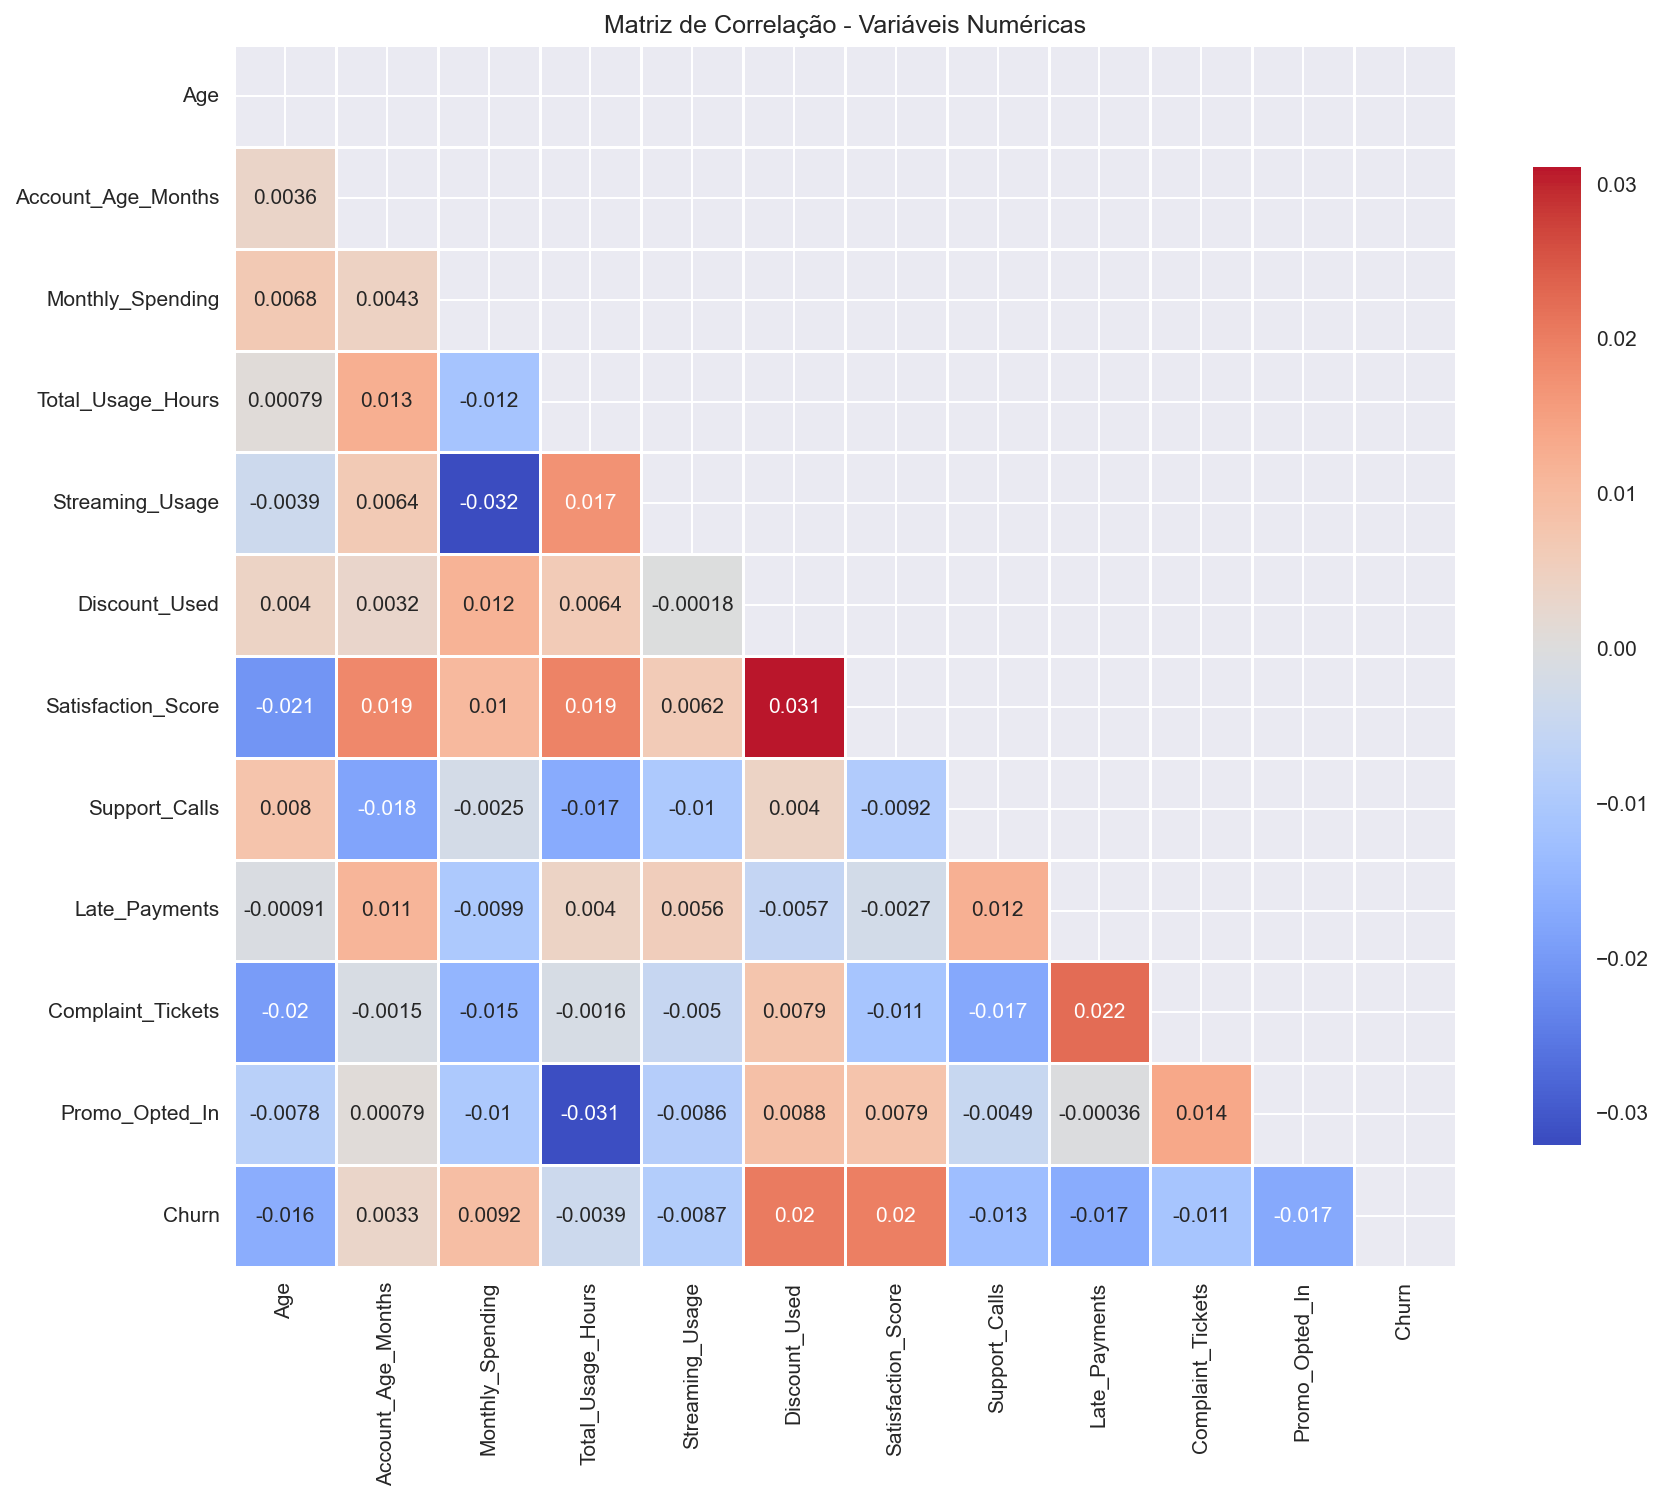 Matriz de Correlação - Variáveis Numéricas
Age
Account_Age_Months 0.0036
Monthly_Spending 0.0068 0.0043
Total_Usage_Hours 0.00079 0.013 -0.012
Streaming_Usage -0.0039 0.0064 -0.032 0.017
Discount_Used 0.004 0.0032 0.012 0.0064 -0.00018
Satisfaction_Score -0.021 0.019 0.01 0.019 0.0062 0.031
Support_Calls 0.008 -0.018 -0.0025 -0.017 -0.01 0.004 -0.0092
Late_Payments -0.00091 0.011 -0.0099 0.004 0.0056 -0.0057 -0.0027 0.012
Complaint_Tickets -0.02 -0.0015 -0.015 -0.0016 -0.005 0.0079 -0.011 -0.017 0.022
Promo_Opted_In -0.0078 0.00079 -0.01 -0.031 -0.0086 0.0088 0.0079 -0.0049 -0.00036 0.014
Churn -0.016 0.0033 0.0092 -0.0039 -0.0087 0.02 0.02 -0.013 -0.017 -0.011 -0.017
Age
Account_Age_Months
Monthly_Spending
Total_Usage_Hours
Streaming_Usage
Discount_Used
Satisfaction_Score
Support_Calls
Late_Payments
Complaint_Tickets
Promo_Opted_In
Churn
0.03
0.02
0.01
0.00
−0.01
−0.02
−0.03